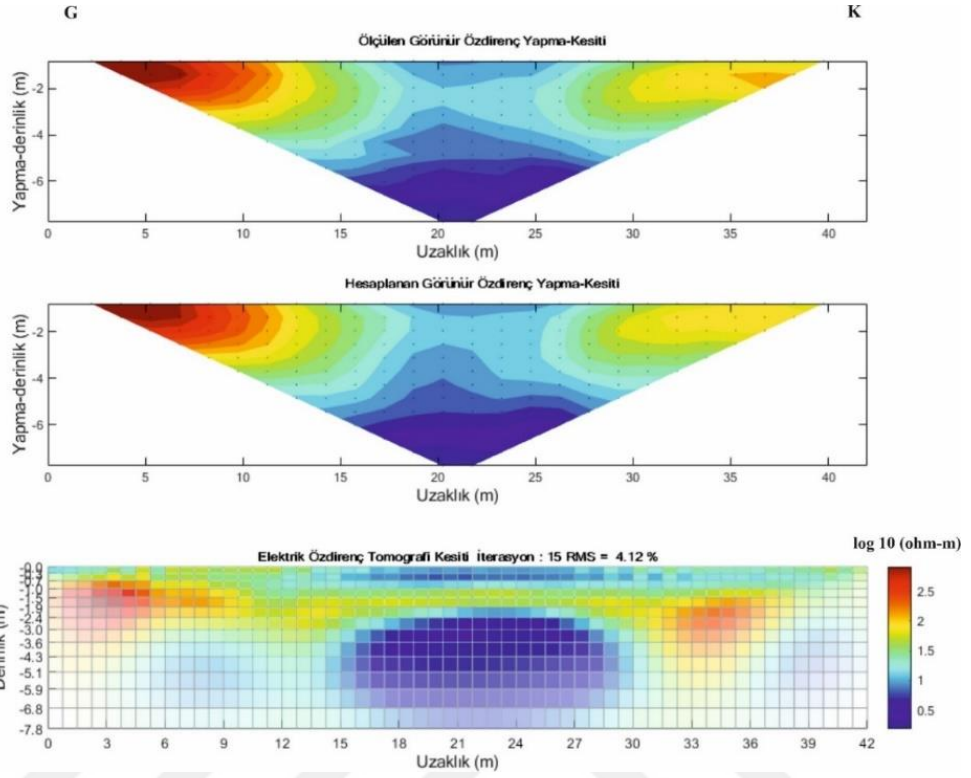 G K
Ölçülen Görünür Özdirenç Yapma-Kesiti
Yapma-derinlik (m)
-2
-4
-6
0 5 10 15 20 25 30 35 40
Uzaklık (m)
Hesaplanan Görünür Özdirenç Yapma-Kesiti
Yapma-derinlik (m)
-2
-4
-6
0 5 10 15 20 25 30 35 40
Uzaklık (m)
log 10 (ohm-m)
Elektrik Özdirenç Tomografi Kesiti İterasyon : 15 RMS = 4.12 %
Derinlik (m)
-0.0
-1.5
-1.9
-2.4
-3.0
-3.6
-4.3
-5.1
-5.9
-6.8
-7.8
0 3 6 9 12 15 18 21 24 27 30 33 36 39 42
Uzaklık (m)
2.5
2
1.5
1
0.5